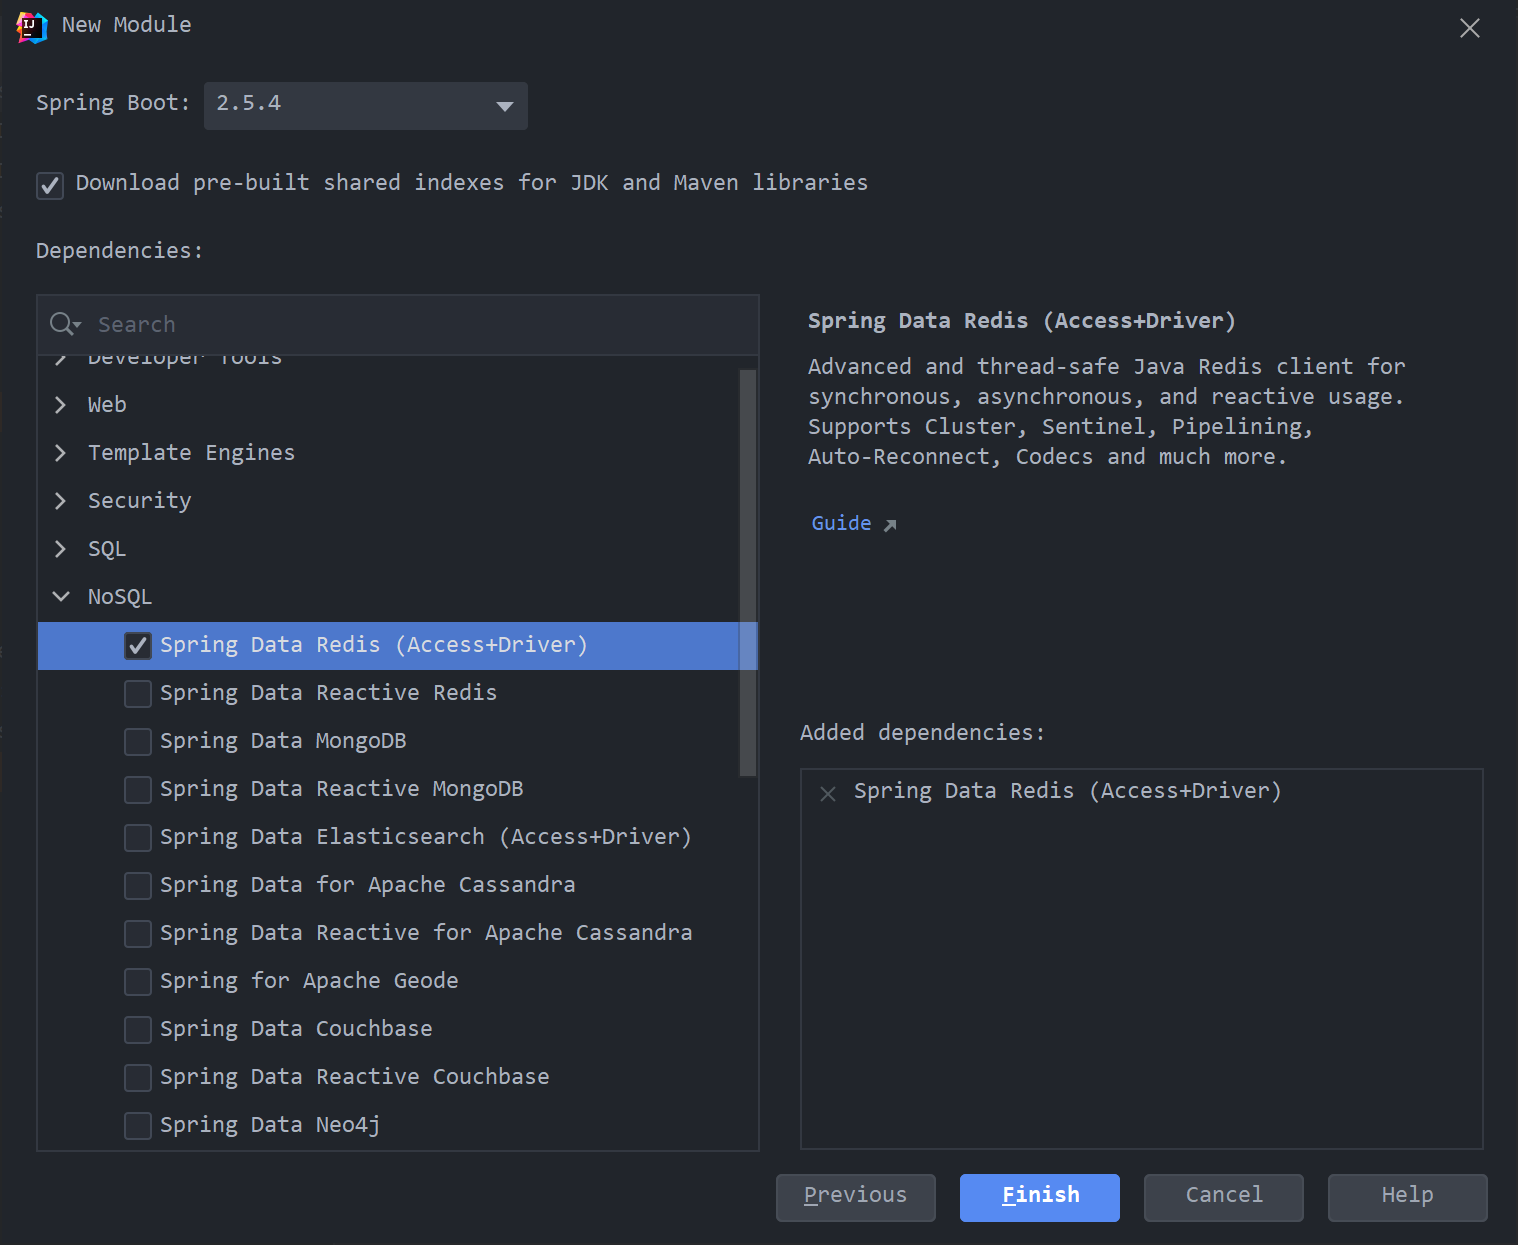 New Module
Spring Boot: 2.5.4
Download pre-built shared indexes for JDK and Maven libraries
Dependencies:
Search
Developer Tools
Web
Template Engines
Security
SQL
NoSQL
Spring Data Redis (Access+Driver)
Spring Data Reactive Redis
Spring Data MongoDB
Spring Data Reactive MongoDB
Spring Data Elasticsearch (Access+Driver)
Spring Data for Apache Cassandra
Spring Data Reactive for Apache Cassandra
Spring for Apache Geode
Spring Data Couchbase
Spring Data Reactive Couchbase
Spring Data Neo4j
Spring Data Redis (Access+Driver)
Advanced and thread-safe Java Redis client for
synchronous, asynchronous, and reactive usage.
Supports Cluster, Sentinel, Pipelining,
Auto-Reconnect, Codecs and much more.
Guide
Added dependencies:
Spring Data Redis (Access+Driver)
Previous Finish Cancel Help